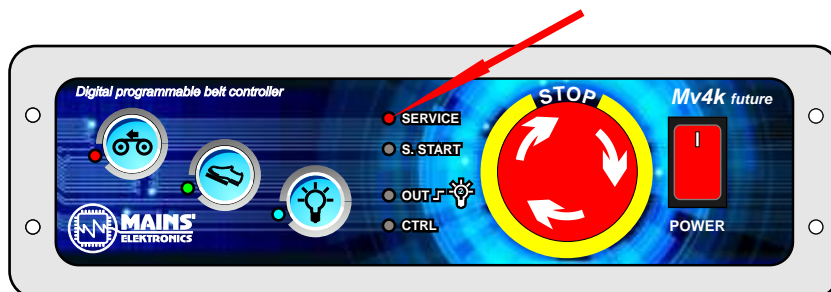 Digital programmable belt controller
STOP
Mv4k future
SERVICE
S. START
OUT
CTRL
POWER
MAINS'
ELEKTRONICS